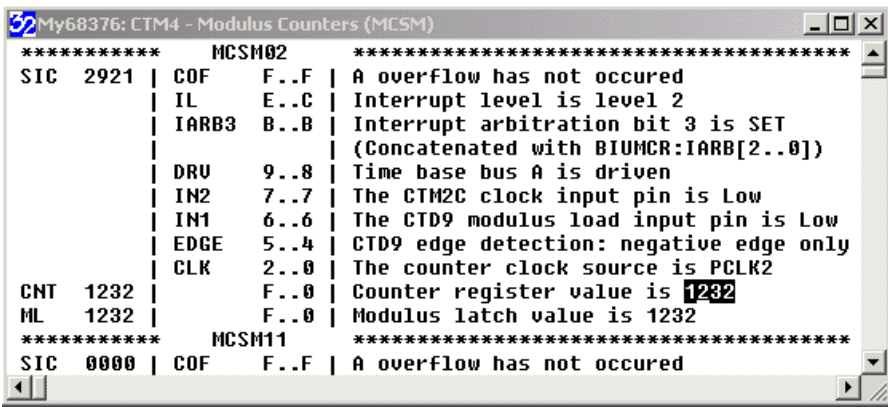 32 My68376: CTM4 - Modulus Counters (MCSM)
*********** MCSM02 ***************************************
SIC 2921 | COF F..F | A overflow has not occured
| IL E..C | Interrupt level is level 2
| IARB3 B..B | Interrupt arbitration bit 3 is SET
| | (Concatenated with BIUMCR:IARB[2..0])
| DRV 9..8 | Time base bus A is driven
| IN2 7..7 | The CTM2C clock input pin is Low
| IN1 6..6 | The CTD9 modulus load input pin is Low
| EDGE 5..4 | CTD9 edge detection: negative edge only
| CLK 2..0 | The counter clock source is PCLK2
CNT 1232 | F..0 | Counter register value is 1232
ML 1232 | F..0 | Modulus latch value is 1232
*********** MCSM11 ***************************************
SIC 0000 | COF F..F | A overflow has not occured